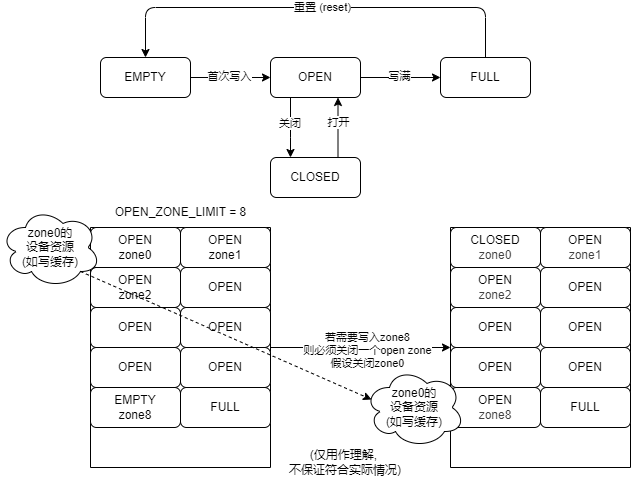 重置 (reset)
EMPTY
首次写入
OPEN
写满
FULL
关闭
打开
CLOSED
OPEN_ZONE_LIMIT = 8
zone0的
设备资源
(如写缓存)
OPEN
zone0
OPEN
zone1
OPEN
zone2
OPEN
OPEN
OPEN
OPEN
OPEN
EMPTY
zone8
FULL
若需要写入zone8
则必须关闭一个open zone
假设关闭zone0
CLOSED
zone0
OPEN
zone1
OPEN
zone2
OPEN
OPEN
OPEN
OPEN
OPEN
zone0的
设备资源
(如写缓存)
OPEN
zone8
FULL
(仅用作理解,
不保证符合实际情况)